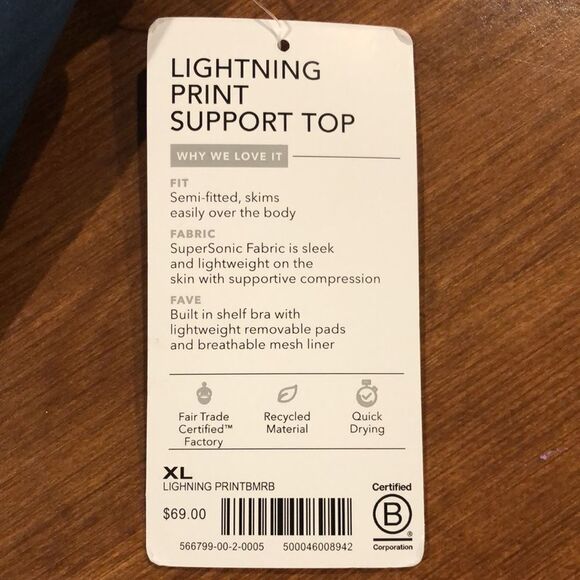 LIGHTNING
PRINT
SUPPORT TOP
WHY WE LOVE IT
FIT
Semi-fitted, skims
easily over the body
FABRIC
SuperSonic Fabric is sleek
and lightweight on the
skin with supportive compression
FAVE
Built in shelf bra with
lightweight removable pads
and breathable mesh liner
Fair Trade
Certified™
Factory
Recycled
Material
Quick
Drying
XL
LIGHNING PRINTBMRB
$69.00
566799-00-2-0005 500046008942
Certified
B
®
Corporation